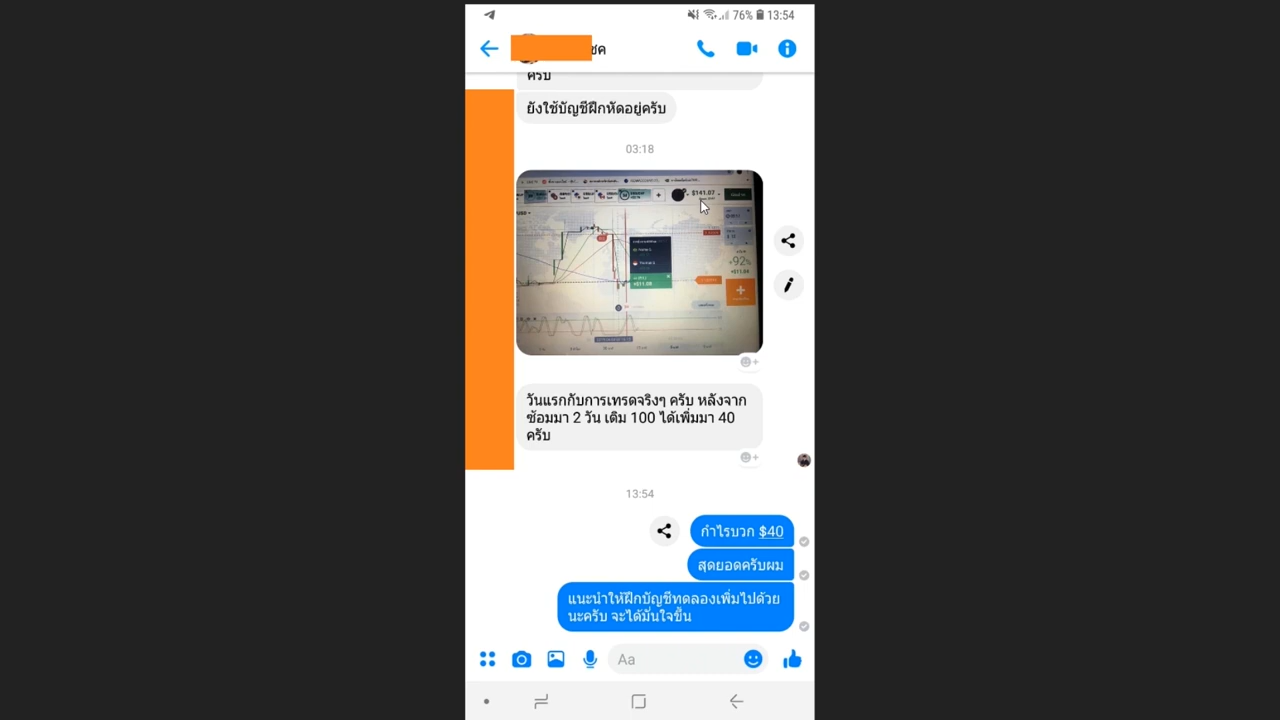 76% 13:54
ชค
ครับ
ยังใช้บัญชีฝึกหัดอยู่ครับ
03:18
$141.07
+92%
+$11.04
วันแรกกับการเทรดจริงๆ ครับ หลังจาก
ซ้อมมา 2 วัน เดิม 100 ได้เพิ่มมา 40
ครับ
13:54
กำไรบวก $40
สุดยอดครับผม
แนะนำให้ฝึกบัญชีทดลองเพิ่มไปด้วย
นะครับ จะได้มั่นใจขึ้น
Aa